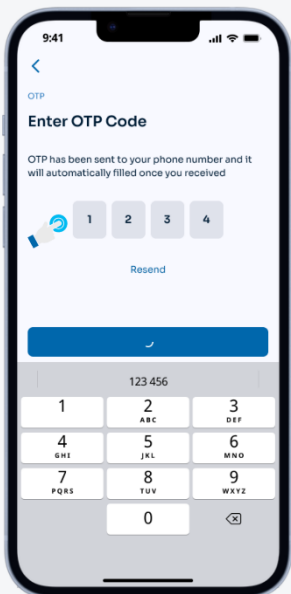 9:41
OTP
Enter OTP Code
OTP has been sent to your phone number and it
will automatically filled once you received
1 2 3 4
Resend
123 456
1 2 3
ABC DEF
4 5 6
GHI JKL MNO
7 8 9
PQRS TUV WXYZ
0